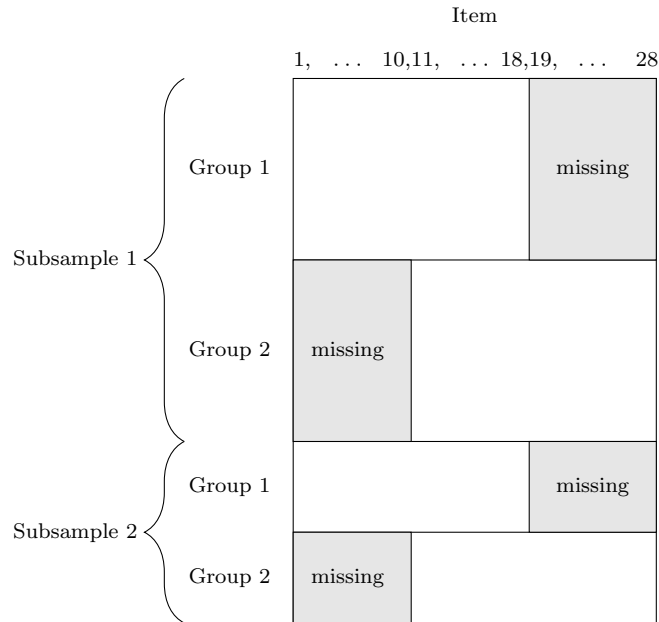 Item
1, ... 10,11, ... 18,19, ... 28
Group 1
missing
Subsample 1
Group 2
missing
Group 1
missing
Subsample 2
Group 2
missing